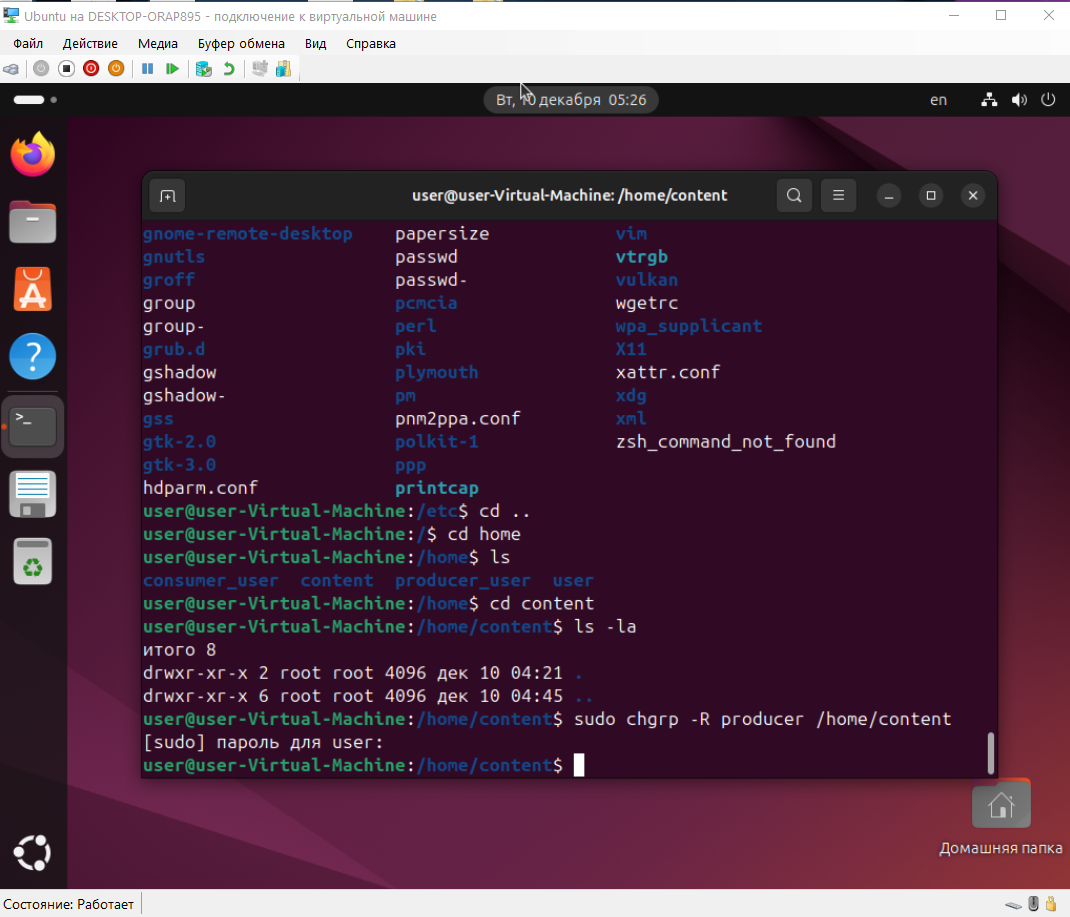 Ubuntu на DESKTOP-ORAP895 - подключение к виртуальной машине
Файл Действие Медиа Буфер обмена Вид Справка
Вт, 10 декабря 05:26 en
user@user-Virtual-Machine: /home/content
gnome-remote-desktop papersize vim
gnutls passwd vtrgb
groff passwd- vulkan
group pcmcia wgetrc
group- perl wpa_supplicant
grub.d pki X11
gshadow plymouth xattr.conf
gshadow- pm xdg
gss pnm2ppa.conf xml
gtk-2.0 polkit-1 zsh_command_not_found
gtk-3.0 ppp
hdparm.conf printcap
user@user-Virtual-Machine:/etc$ cd ..
user@user-Virtual-Machine:/$ cd home
user@user-Virtual-Machine:/home$ ls
consumer_user content producer_user user
user@user-Virtual-Machine:/home$ cd content
user@user-Virtual-Machine:/home/content$ ls -la
итого 8
drwxr-xr-x 2 root root 4096 дек 10 04:21 .
drwxr-xr-x 6 root root 4096 дек 10 04:45 ..
user@user-Virtual-Machine:/home/content$ sudo chgrp -R producer /home/content
[sudo] пароль для user:
user@user-Virtual-Machine:/home/content$
Домашняя папка
Состояние: Работает